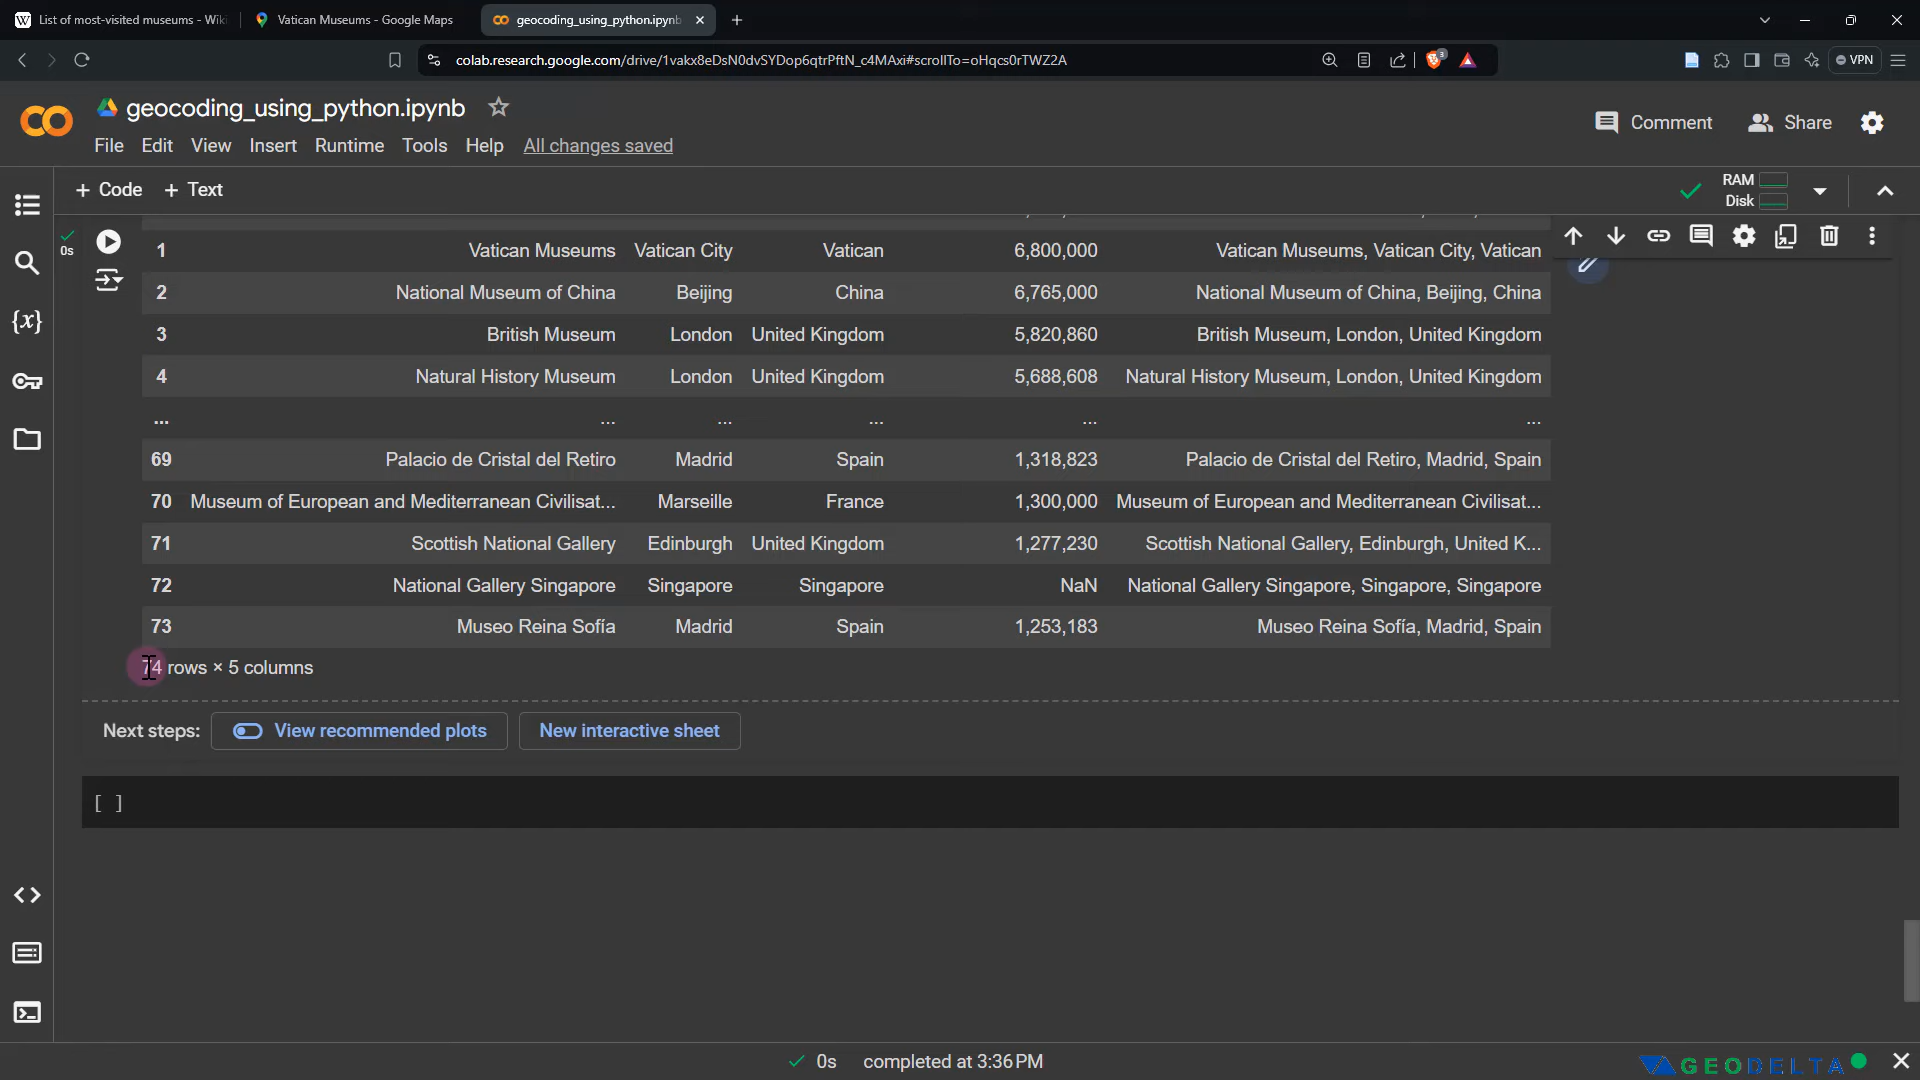 List of most-visited museums - Wiki
Vatican Museums - Google Maps
geocoding_using_python.ipynb
colab.research.google.com/drive/1vakx8eDsN0dvSYDop6qtrPftN_c4MAxi#scrollTo=oHqcs0rTWZ2A
3
VPN
geocoding_using_python.ipynb
Comment
Share
File Edit View Insert Runtime Tools Help All changes saved
+ Code + Text
RAM
Disk
0s
1 Vatican Museums Vatican City Vatican 6,800,000 Vatican Museums, Vatican City, Vatican
2 National Museum of China Beijing China 6,765,000 National Museum of China, Beijing, China
{x}
3 British Museum London United Kingdom 5,820,860 British Museum, London, United Kingdom
4 Natural History Museum London United Kingdom 5,688,608 Natural History Museum, London, United Kingdom
... ... ... ... ... ...
69 Palacio de Cristal del Retiro Madrid Spain 1,318,823 Palacio de Cristal del Retiro, Madrid, Spain
70 Museum of European and Mediterranean Civilisat... Marseille France 1,300,000 Museum of European and Mediterranean Civilisat...
71 Scottish National Gallery Edinburgh United Kingdom 1,277,230 Scottish National Gallery, Edinburgh, United K...
72 National Gallery Singapore Singapore Singapore NaN National Gallery Singapore, Singapore, Singapore
73 Museo Reina Sofía Madrid Spain 1,253,183 Museo Reina Sofía, Madrid, Spain
74 rows × 5 columns
Next steps: View recommended plots New interactive sheet
[ ]
0s completed at 3:36 PM
GEODELTA